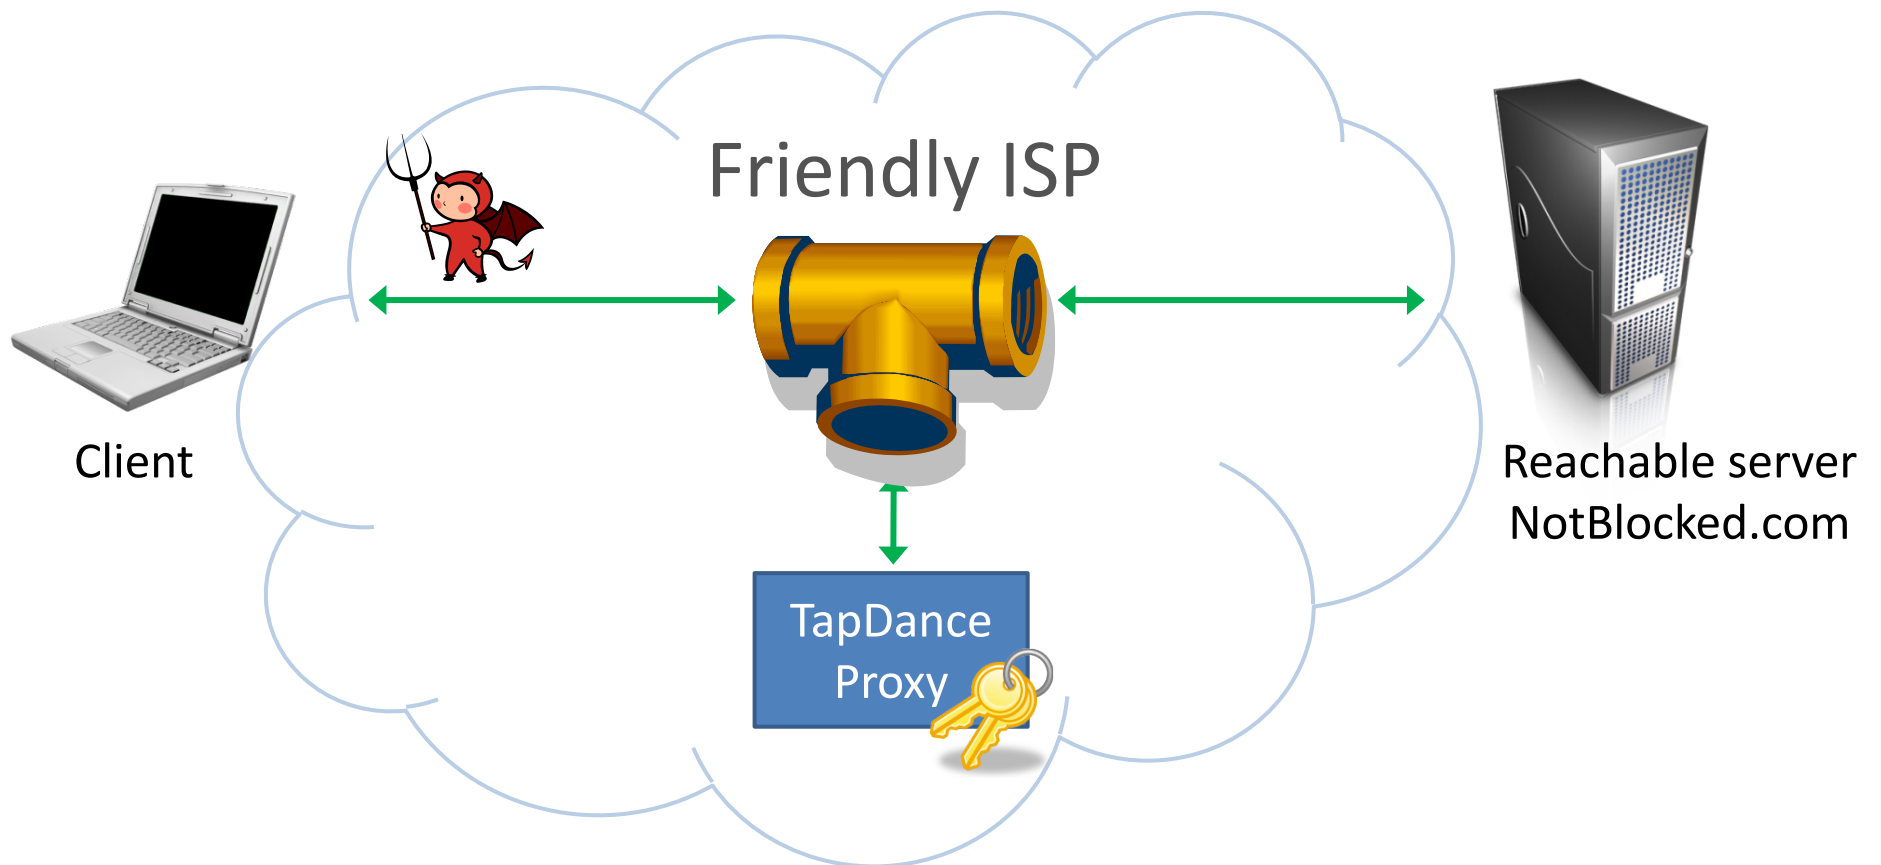 Friendly ISP
Client
Reachable server
NotBlocked.com
TapDance
Proxy